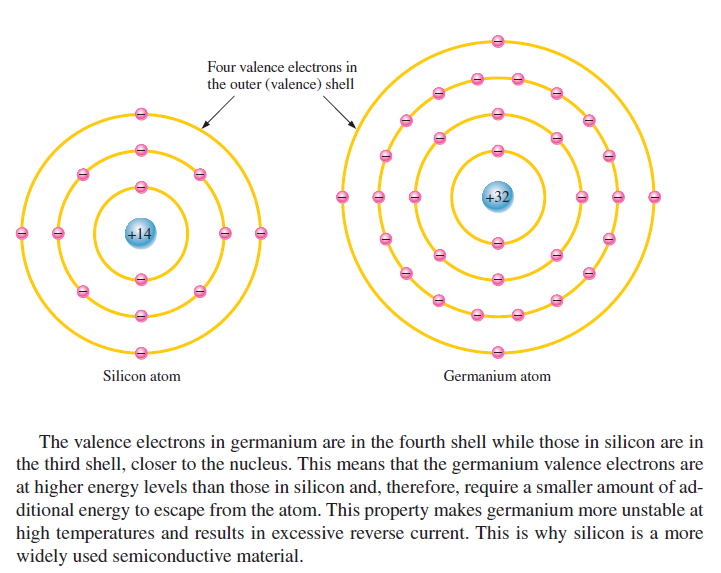 Four valence electrons in
the outer (valence) shell
+14
+32
Silicon atom
Germanium atom
The valence electrons in germanium are in the fourth shell while those in silicon are in
the third shell, closer to the nucleus. This means that the germanium valence electrons are
at higher energy levels than those in silicon and, therefore, require a smaller amount of ad-
ditional energy to escape from the atom. This property makes germanium more unstable at
high temperatures and results in excessive reverse current. This is why silicon is a more
widely used semiconductive material.